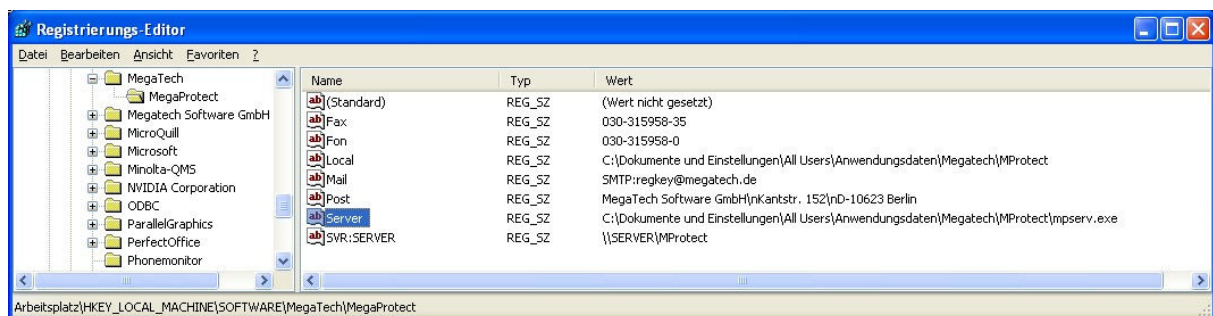 Registrierungs-Editor
Datei Bearbeiten Ansicht Favoriten ?
MegaTech
MegaProtect
Megatech Software GmbH
MicroQuill
Microsoft
Minolta-QMS
NVIDIA Corporation
ODBC
ParallelGraphics
PerfectOffice
Phonemonitor
Name Typ Wert
(Standard) REG_SZ (Wert nicht gesetzt)
Fax REG_SZ 030-315958-35
Fon REG_SZ 030-315958-0
Local REG_SZ C:\Dokumente und Einstellungen\All Users\Anwendungsdaten\Megatech\MProtect
Mail REG_SZ SMTP:regkey@megatech.de
Post REG_SZ MegaTech Software GmbH\nKantstr. 152\nD-10623 Berlin
Server REG_SZ C:\Dokumente und Einstellungen\All Users\Anwendungsdaten\Megatech\MProtect\mpserv.exe
SVR:SERVER REG_SZ \\SERVER\MProtect
Arbeitsplatz\HKEY_LOCAL_MACHINE\SOFTWARE\MegaTech\MegaProtect